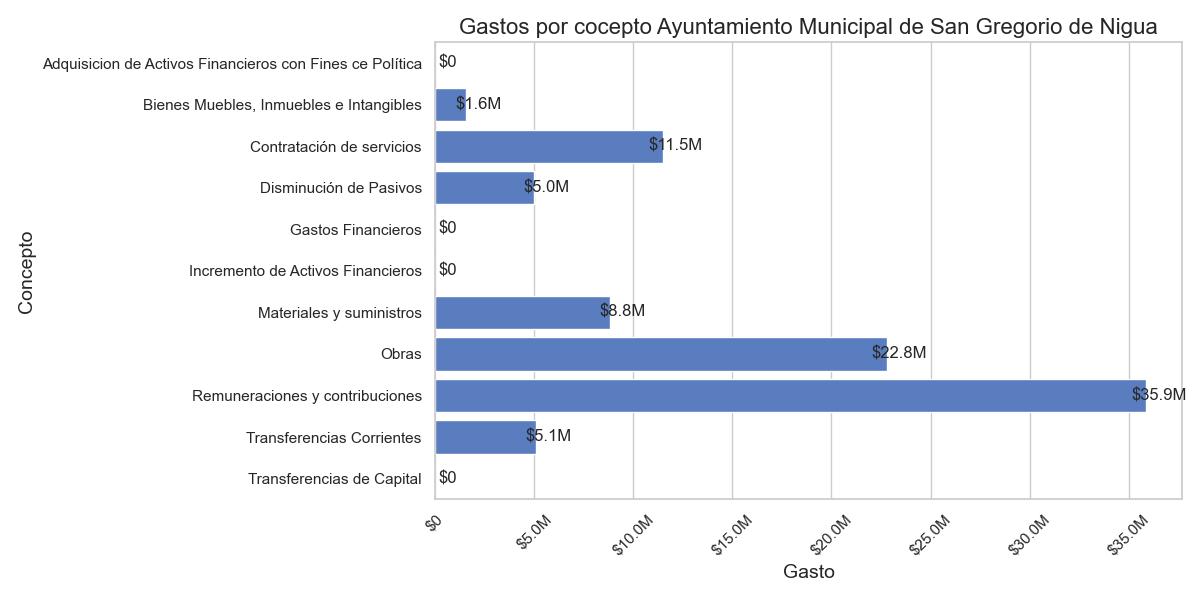 Gastos por cocepto Ayuntamiento Municipal de San Gregorio de Nigua
Adquisicion de Activos Financieros con Fines ce Política $0
Bienes Muebles, Inmuebles e Intangibles $1.6M
Contratación de servicios $11.5M
Disminución de Pasivos $5.0M
Gastos Financieros $0
Incremento de Activos Financieros $0
Materiales y suministros $8.8M
Obras $22.8M
Remuneraciones y contribuciones $35.9M
Transferencias Corrientes $5.1M
Transferencias de Capital $0
Concepto
$0 $5.0M $10.0M $15.0M $20.0M $25.0M $30.0M $35.0M
Gasto